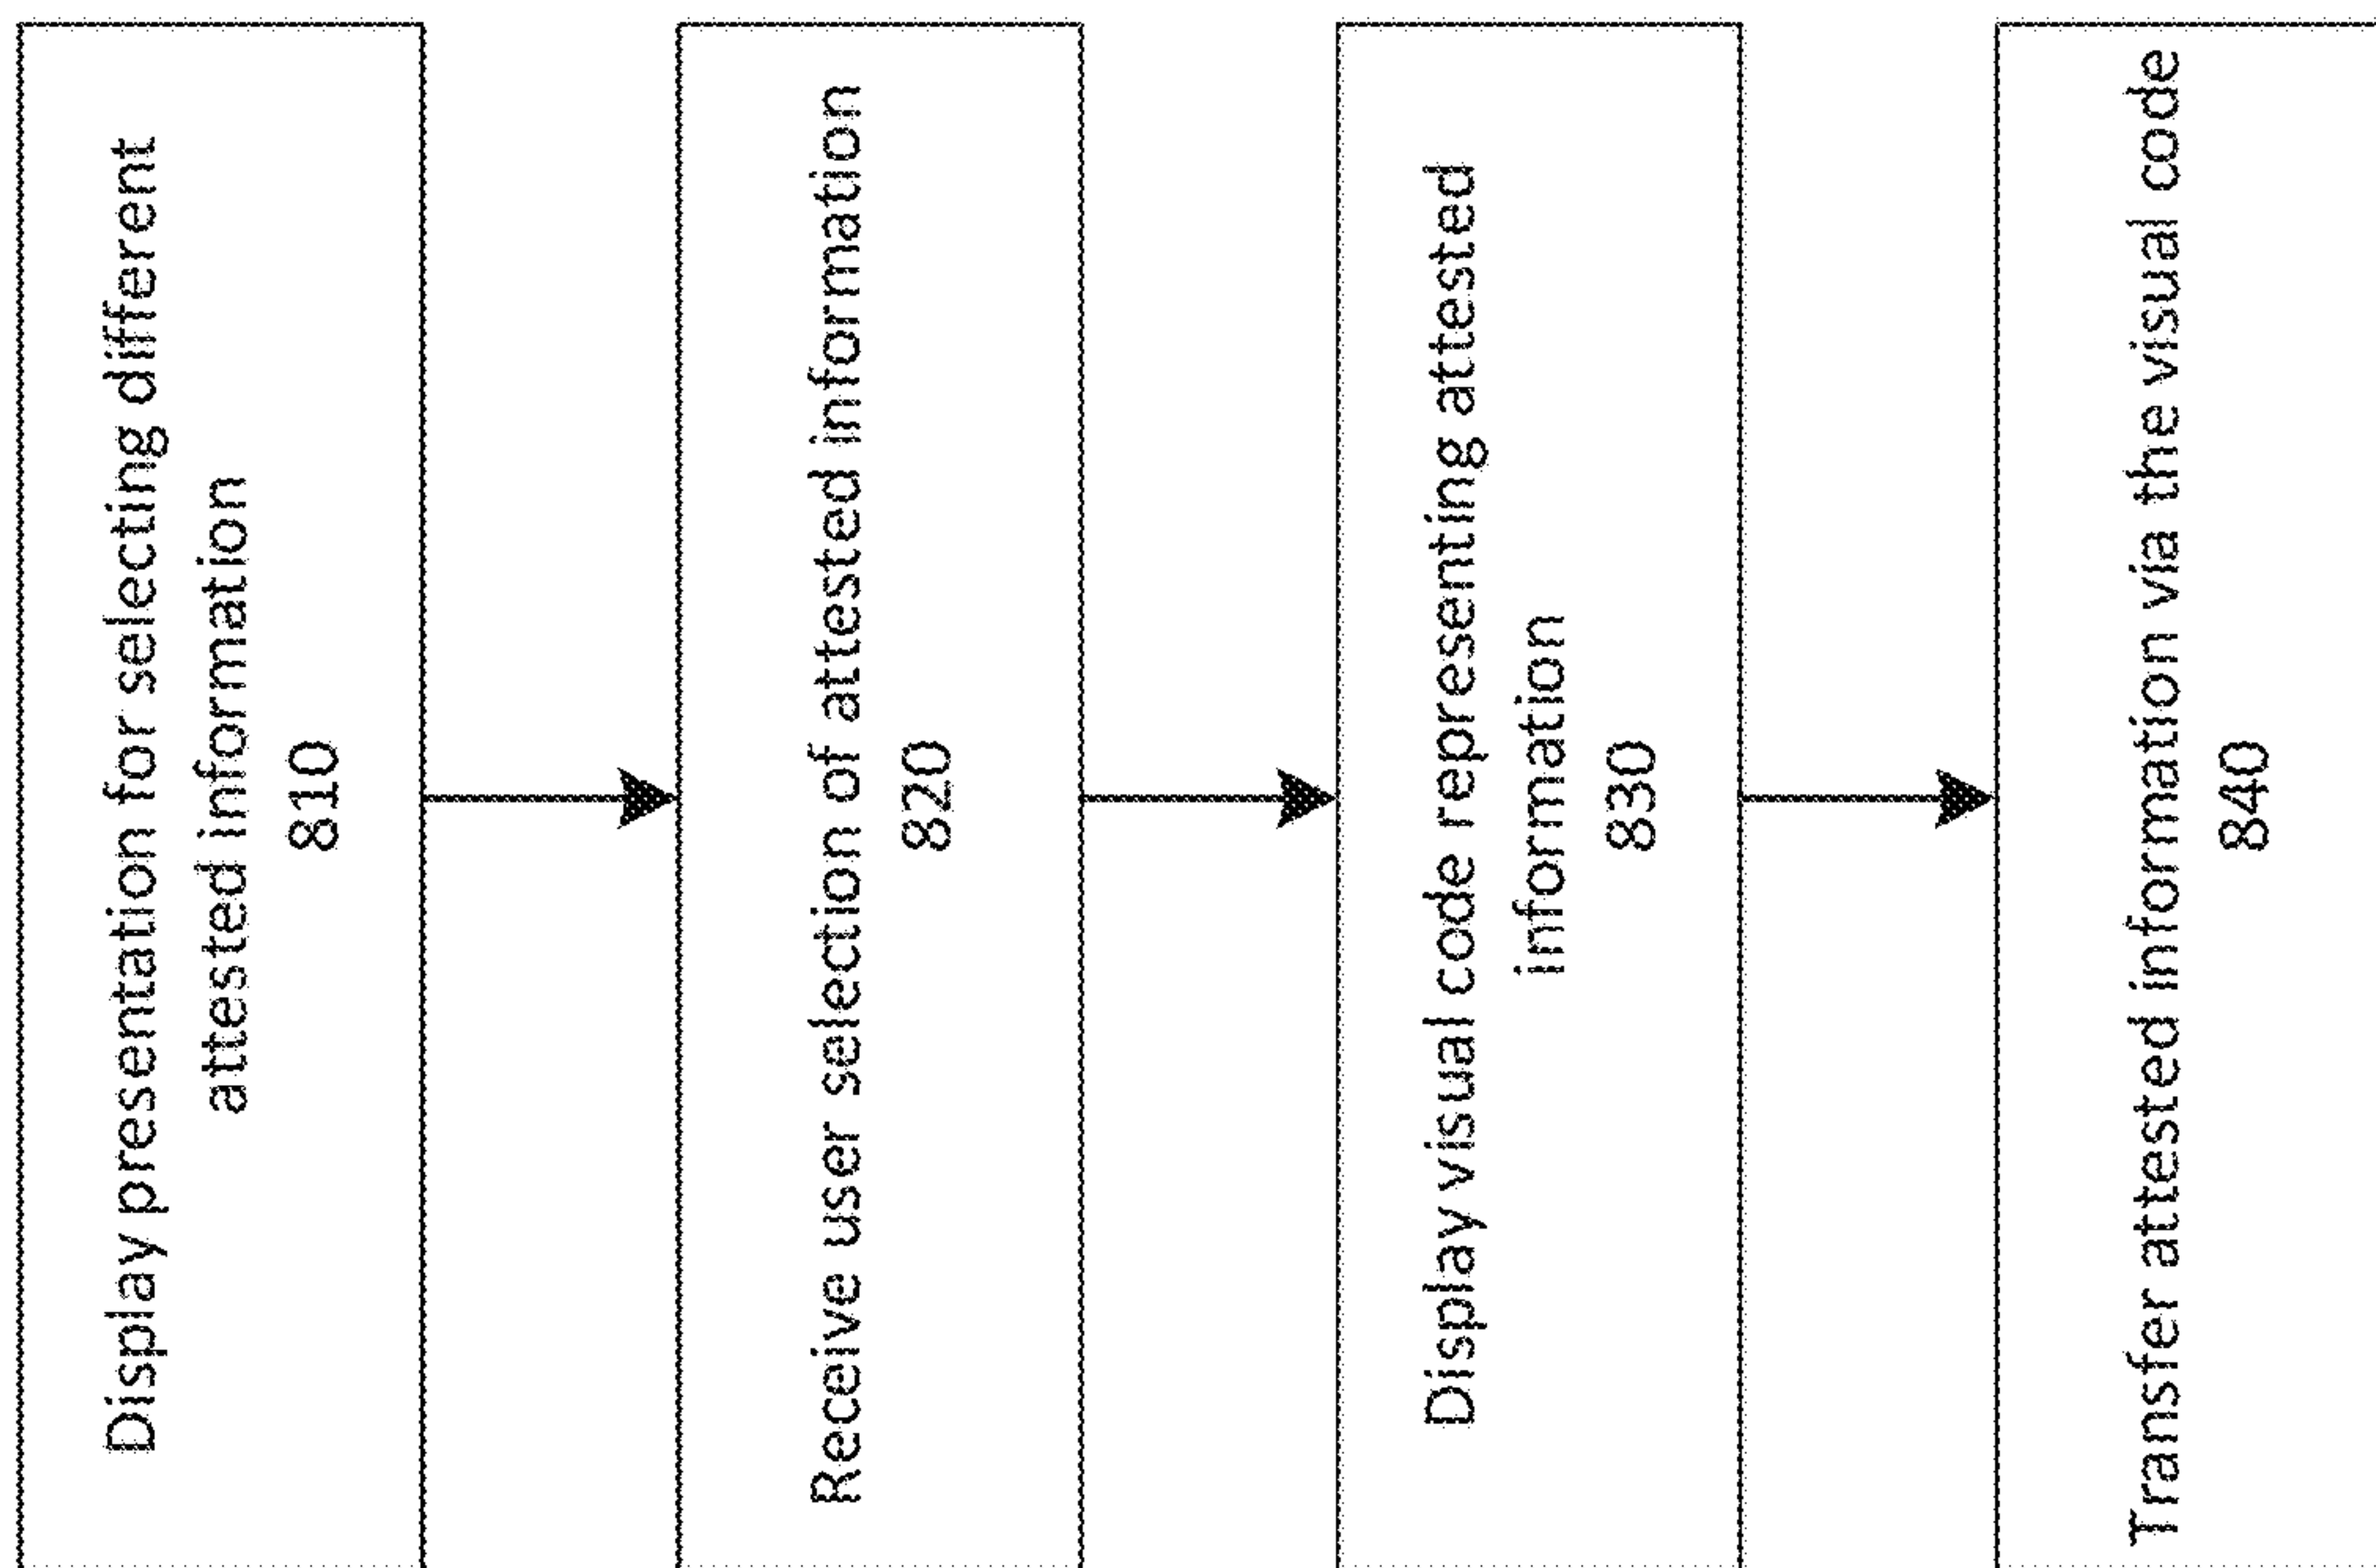 Display presentation for selecting different
attested information
810
Receive user selection of attested information
820
Display visual code representing attested
information
830
Transfer attested information via the visual code
840